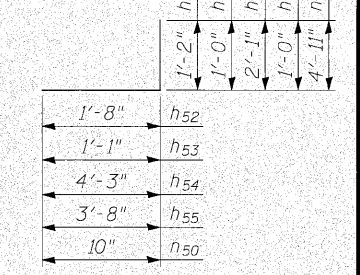 h h h h n
1'-2" 1'-0" 2'-1" 1'-0" 4'-11"
1'-8" h52
1'-1" h53
4'-3" h54
3'-8" h55
10" n50